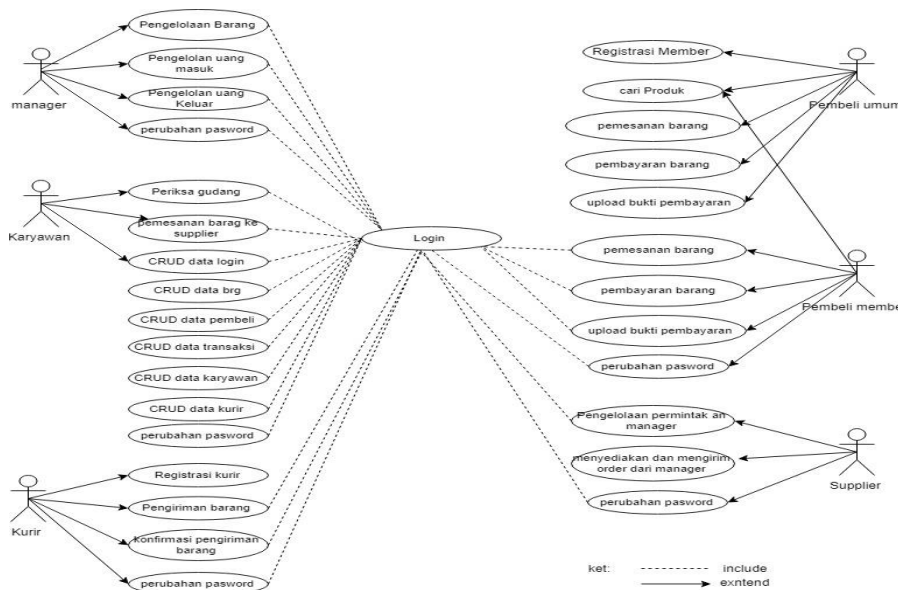 Pengelolaan Barang
Pengelolan uang
masuk
Pengelolan uang
Keluar
perubahan pasword
manager
Periksa gudang
pemesanan barag ke
supplier
CRUD data login
CRUD data brg
CRUD data pembeli
CRUD data transaksi
CRUD data karyawan
CRUD data kurir
perubahan pasword
Karyawan
Registrasi kurir
Pengiriman barang
konfirmasi pengiriman
barang
perubahan pasword
Kurir
Login
Registrasi Member
cari Produk
pemesanan barang
pembayaran barang
upload bukti pembayaran
Pembeli umum
pemesanan barang
pembayaran barang
upload bukti pembayaran
perubahan pasword
Pembeli membe
Pengelolaan permintak an
manager
menyediakan dan mengirim
order dari manager
perubahan pasword
Supplier
ket:
include
exntend